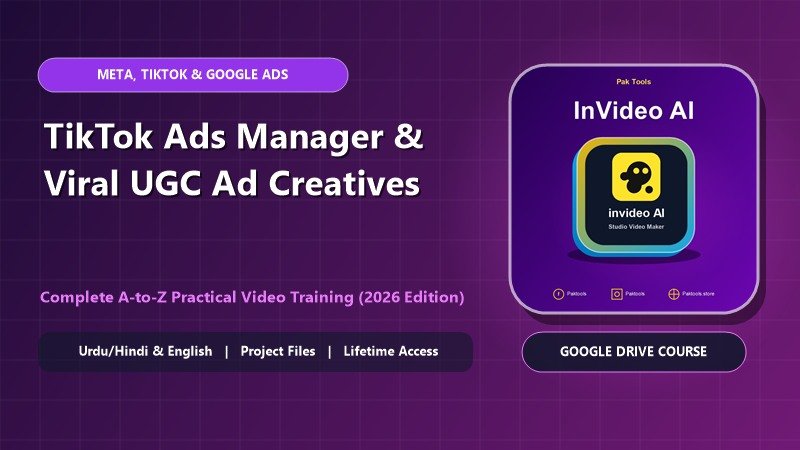 META, TIKTOK & GOOGLE ADS
TikTok Ads Manager &
Viral UGC Ad Creatives
Complete A-to-Z Practical Video Training (2026 Edition)
Urdu/Hindi & English | Project Files | Lifetime Access
Pak Tools
InVideo AI
invideo AI
Studio Video Maker
Paktools
Paktools
Paktools.store
GOOGLE DRIVE COURSE